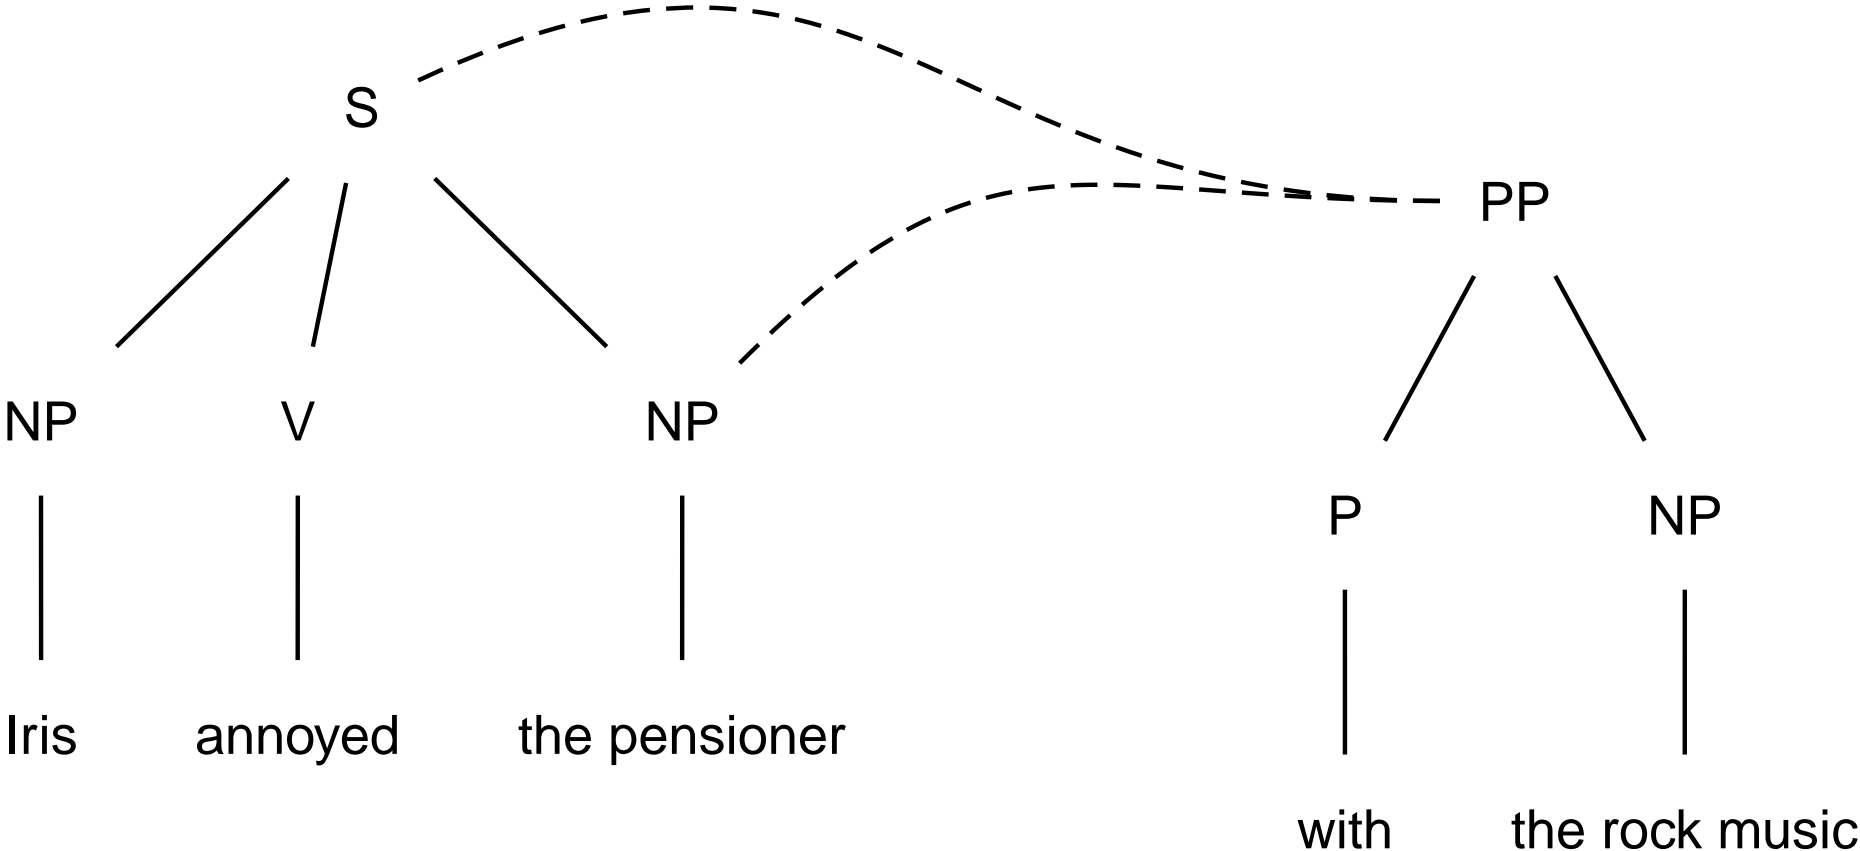 S
PP
NP V NP
P NP
Iris annoyed the pensioner
with the rock music